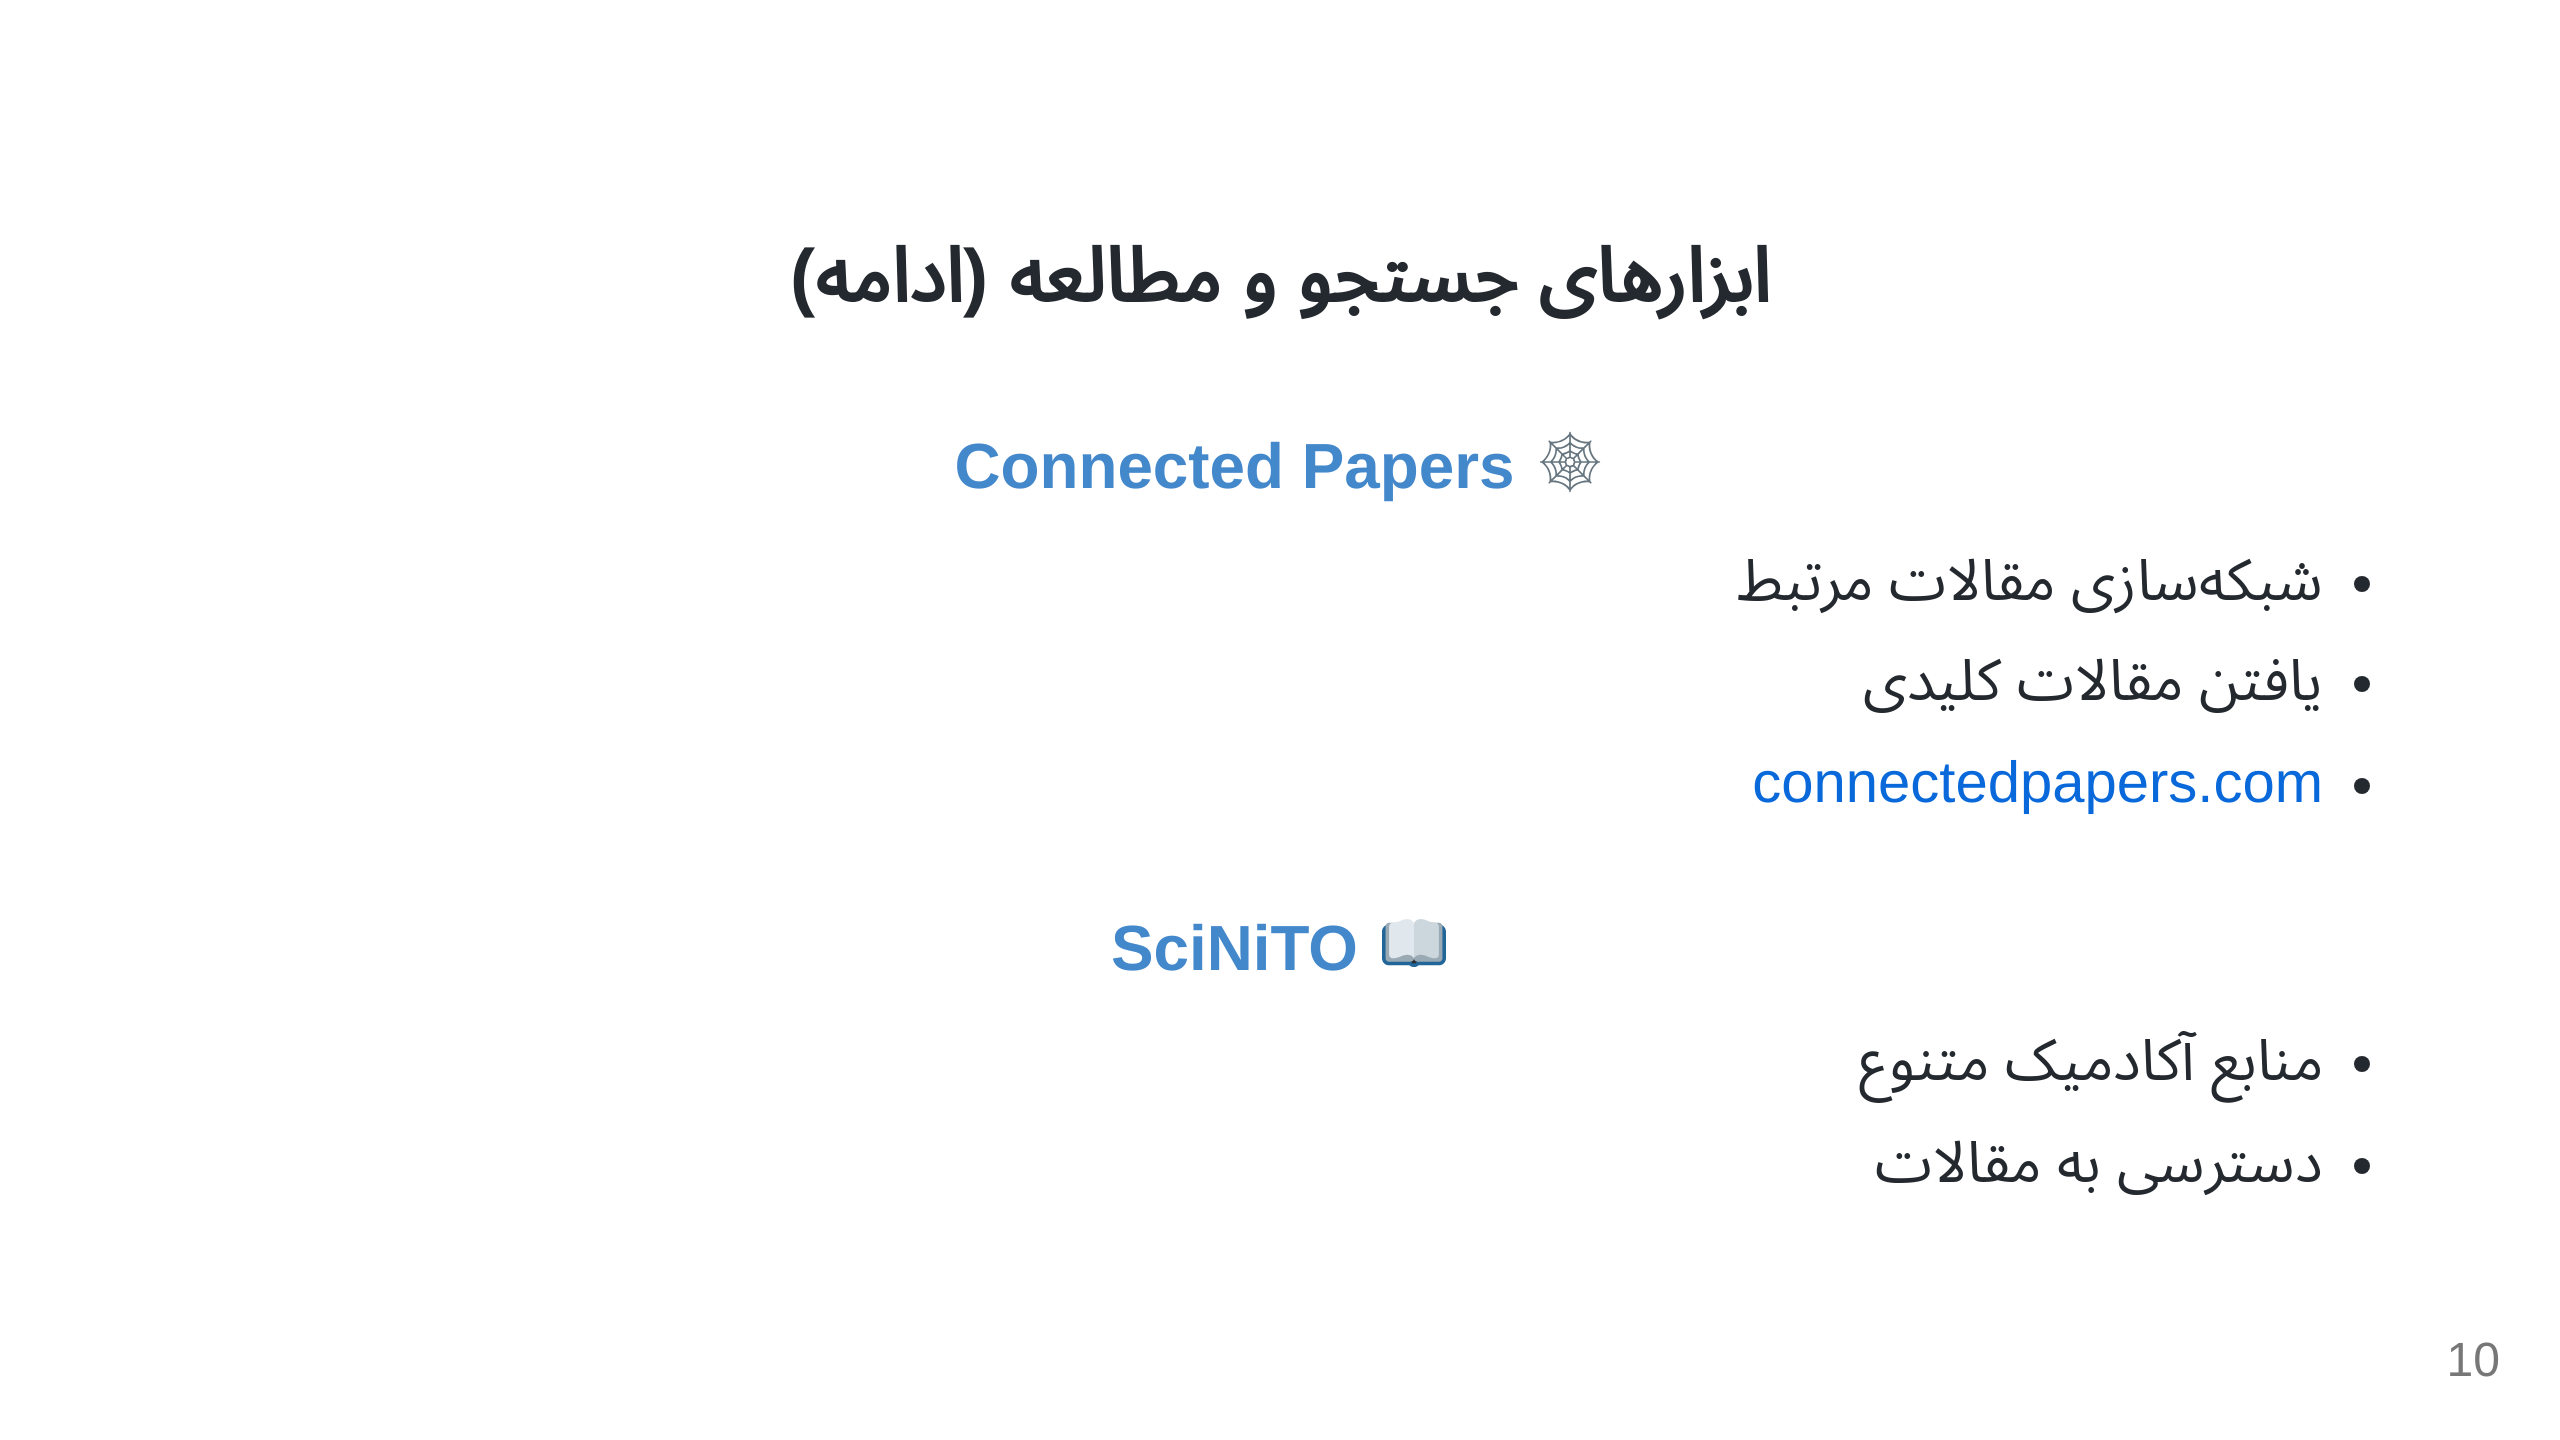 ابزارهای جستجو و مطالعه (ادامه)
🕸️ Connected Papers
• شبکه‌سازی مقالات مرتبط
• یافتن مقالات کلیدی
• connectedpapers.com
📖 SciNiTO
• منابع آکادمیک متنوع
• دسترسی به مقالات
10